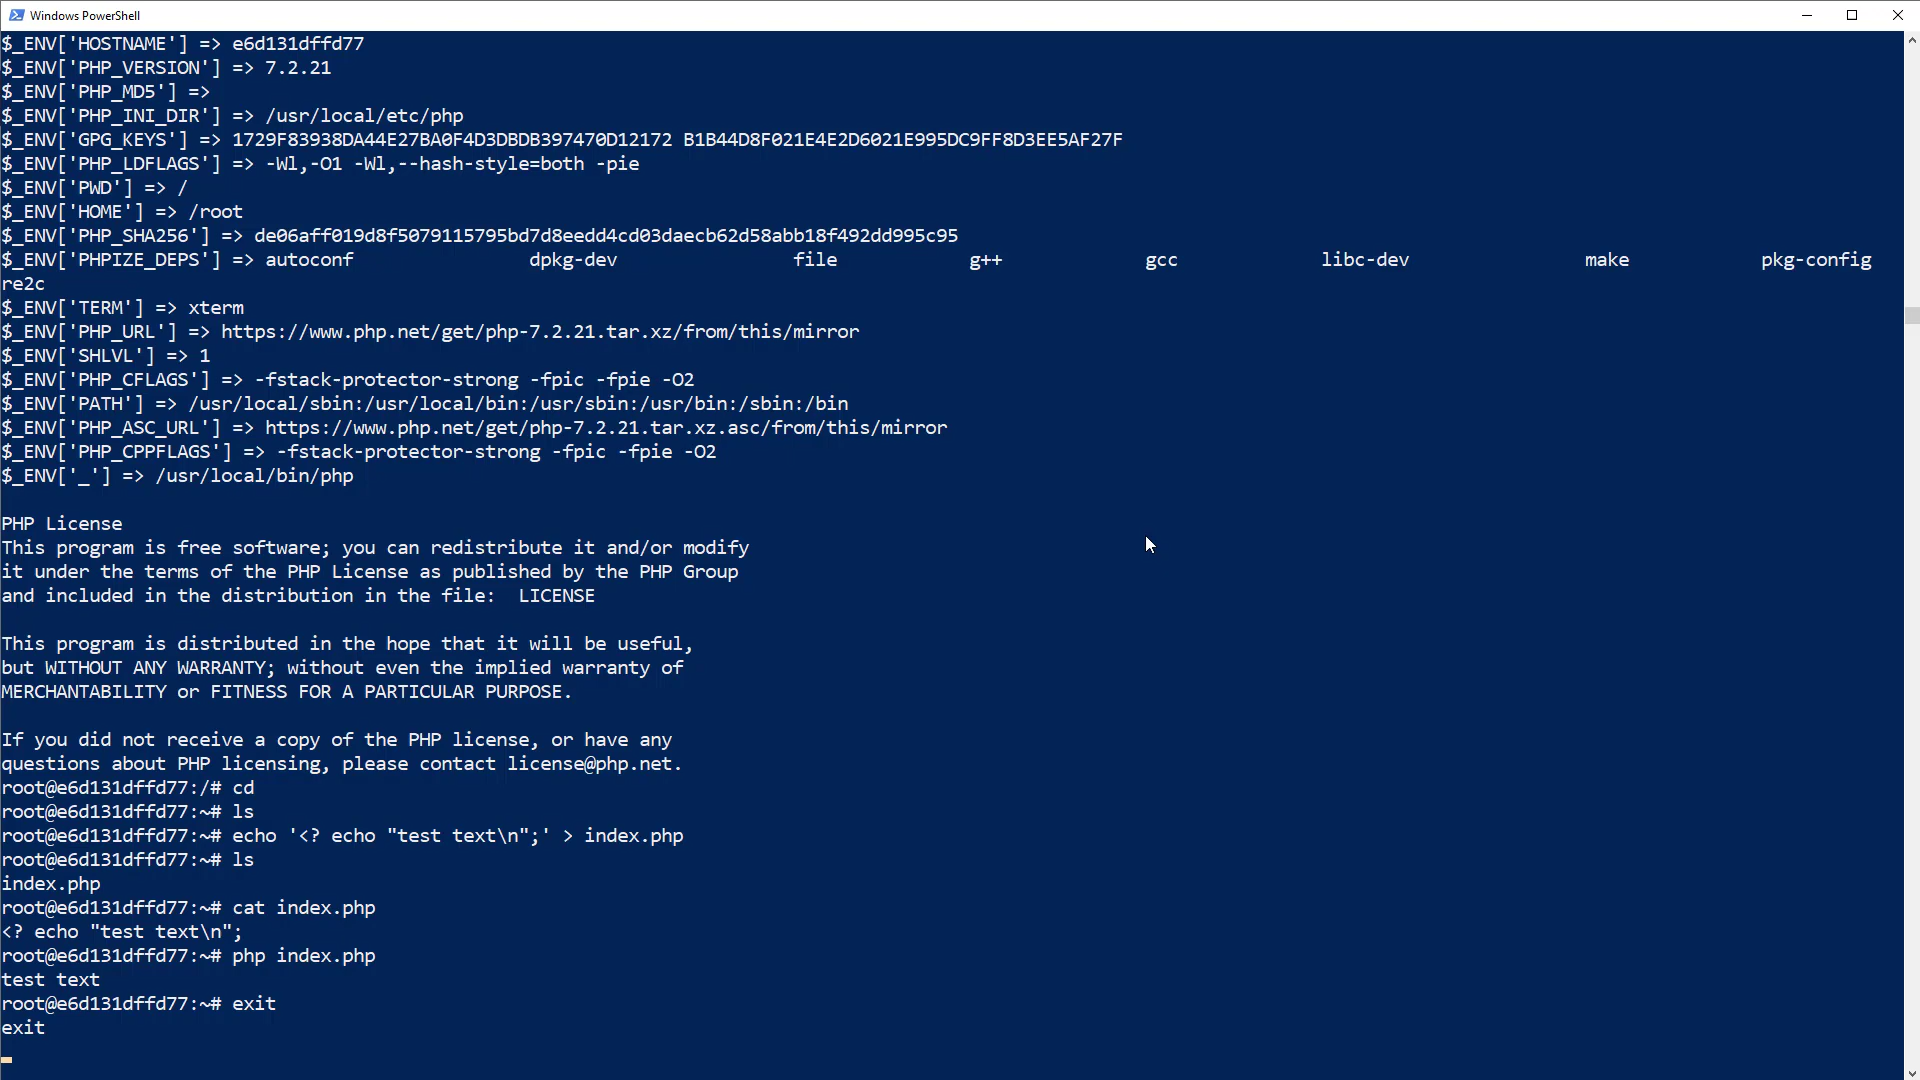 Windows PowerShell
$_ENV['HOSTNAME'] => e6d131dffd77
$_ENV['PHP_VERSION'] => 7.2.21
$_ENV['PHP_MD5'] =>
$_ENV['PHP_INI_DIR'] => /usr/local/etc/php
$_ENV['GPG_KEYS'] => 1729F83938DA44E27BA0F4D3DBDB397470D12172 B1B44D8F021E4E2D6021E995DC9FF8D3EE5AF27F
$_ENV['PHP_LDFLAGS'] => -Wl,-O1 -Wl,--hash-style=both -pie
$_ENV['PWD'] => /
$_ENV['HOME'] => /root
$_ENV['PHP_SHA256'] => de06aff019d8f5079115795bd7d8eedd4cd03daecb62d58abb18f492dd995c95
$_ENV['PHPIZE_DEPS'] => autoconf                dpkg-dev                file            g++             gcc             libc-dev                make            pkg-config
re2c
$_ENV['TERM'] => xterm
$_ENV['PHP_URL'] => https://www.php.net/get/php-7.2.21.tar.xz/from/this/mirror
$_ENV['SHLVL'] => 1
$_ENV['PHP_CFLAGS'] => -fstack-protector-strong -fpic -fpie -O2
$_ENV['PATH'] => /usr/local/sbin:/usr/local/bin:/usr/sbin:/usr/bin:/sbin:/bin
$_ENV['PHP_ASC_URL'] => https://www.php.net/get/php-7.2.21.tar.xz.asc/from/this/mirror
$_ENV['PHP_CPPFLAGS'] => -fstack-protector-strong -fpic -fpie -O2
$_ENV['_'] => /usr/local/bin/php
PHP License
This program is free software; you can redistribute it and/or modify
it under the terms of the PHP License as published by the PHP Group
and included in the distribution in the file:  LICENSE
This program is distributed in the hope that it will be useful,
but WITHOUT ANY WARRANTY; without even the implied warranty of
MERCHANTABILITY or FITNESS FOR A PARTICULAR PURPOSE.
If you did not receive a copy of the PHP license, or have any
questions about PHP licensing, please contact license@php.net.
root@e6d131dffd77:/# cd
root@e6d131dffd77:~# ls
root@e6d131dffd77:~# echo '<? echo "test text\n";' > index.php
root@e6d131dffd77:~# ls
index.php
root@e6d131dffd77:~# cat index.php
<? echo "test text\n";
root@e6d131dffd77:~# php index.php
test text
root@e6d131dffd77:~# exit
exit